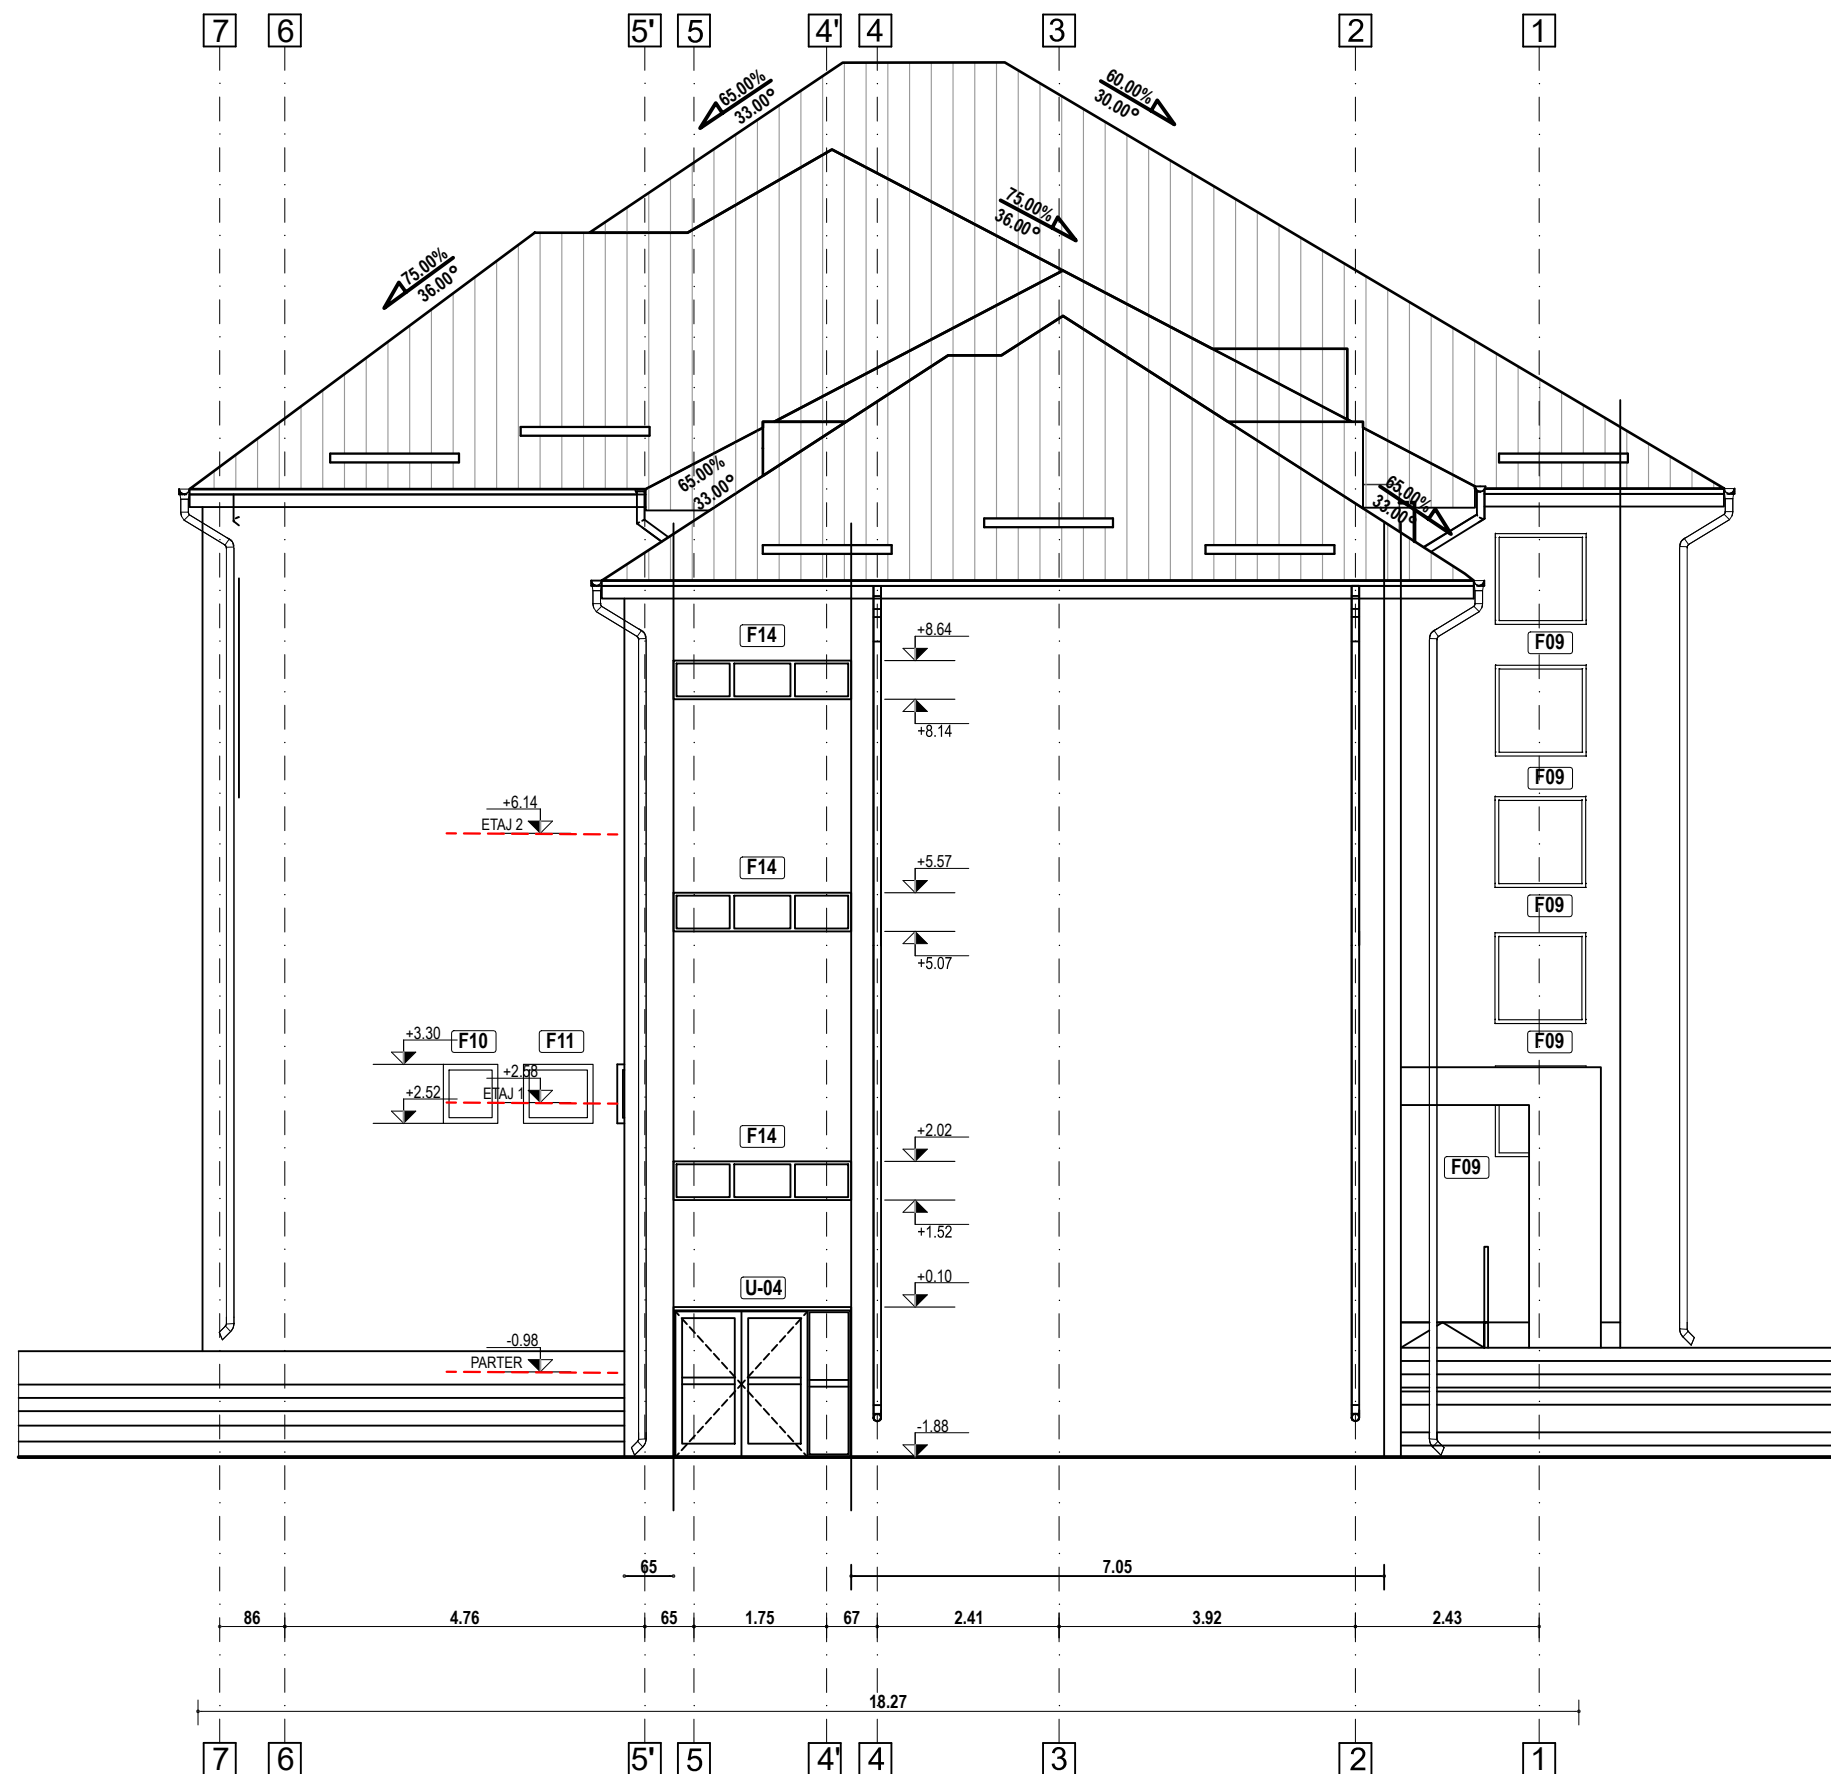 7 6 5' 5 4' 4 3 2 1
65.00%
33.00°
60.00%
30.00°
75.00%
36.00°
75.00%
36.00°
65.00%
33.00°
65.00%
33.00°
F14
+8.64
F09
+8.14
F09
+6.14
ETAJ 2
F14
+5.57
F09
+5.07
+3.30
F10
F11
F09
+2.58
+2.52
ETAJ 1
F14
+2.02
F09
+1.52
U-04
+0.10
-0.98
PARTER
-1.88
65
7.05
86 4.76 65 1.75 67 2.41 3.92 2.43
18.27
7 6 5' 5 4' 4 3 2 1